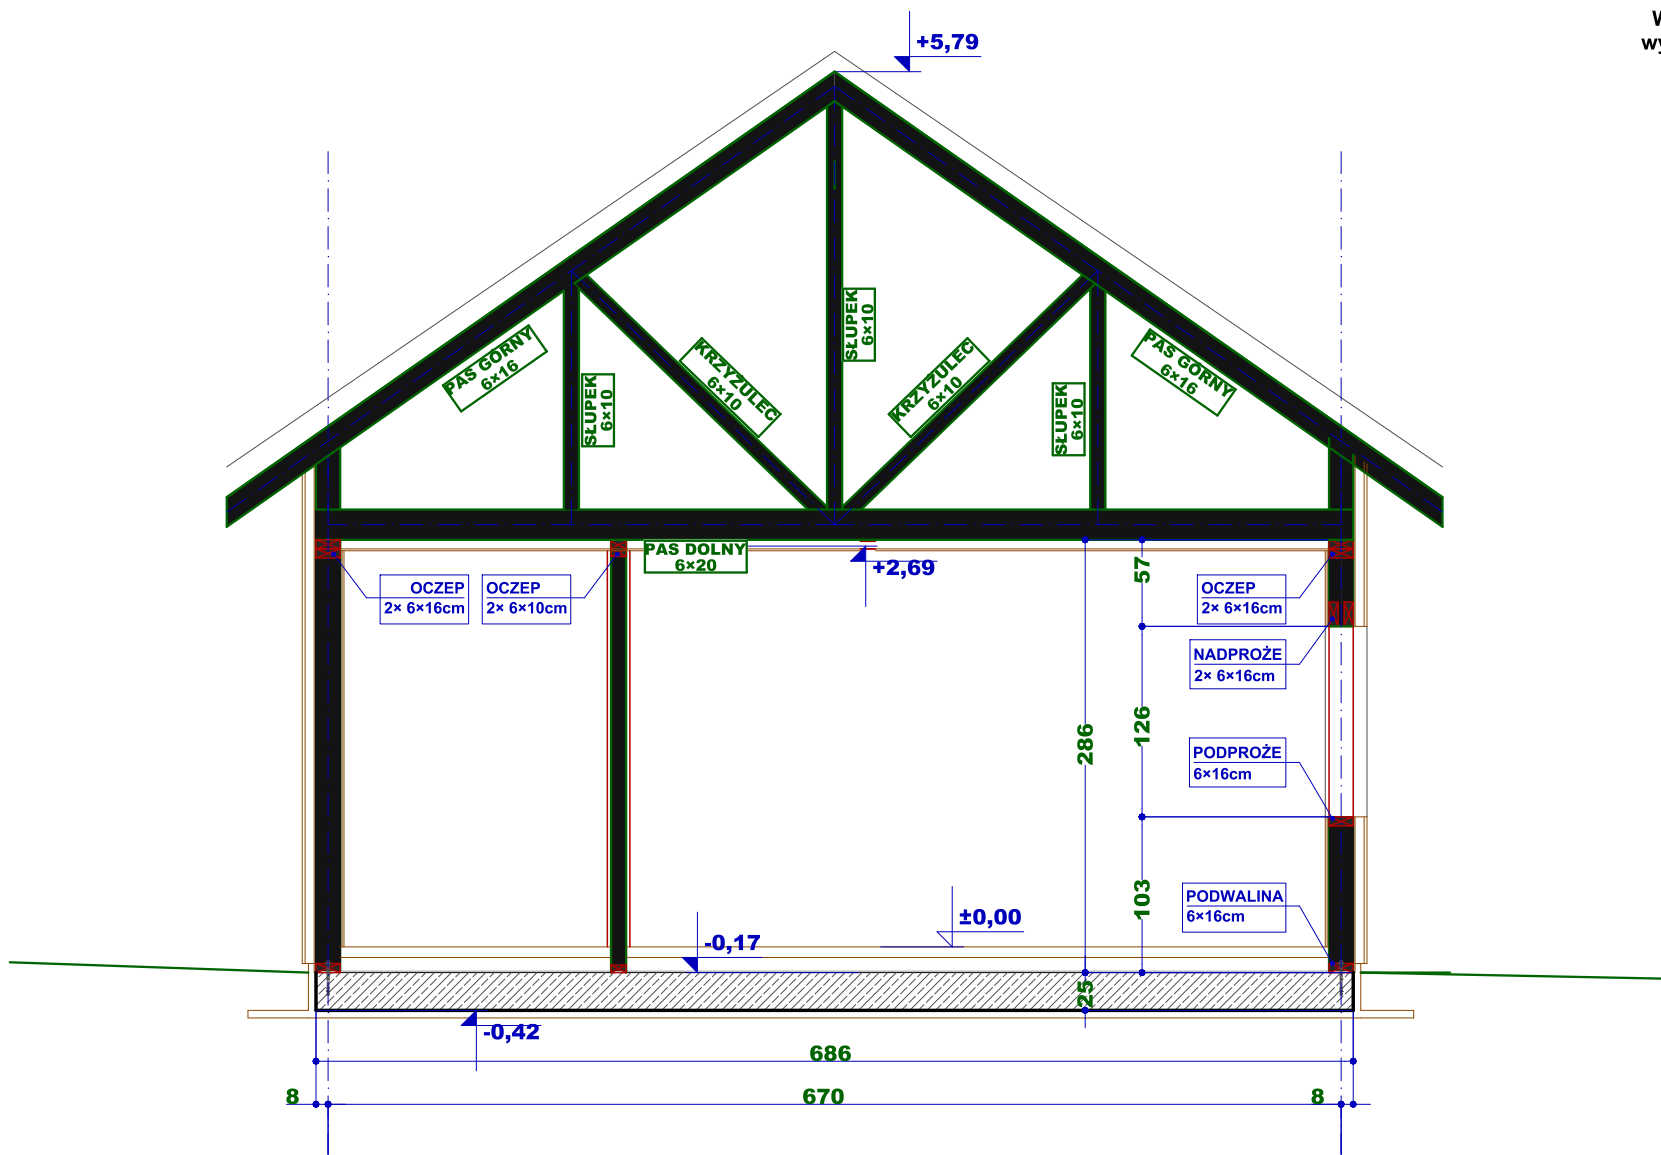 +5,79
PAS GÓRNY
6×16
SŁUPEK
6×10
KRZYŻULEC
6×10
SŁUPEK
6×10
KRZYŻULEC
6×10
SŁUPEK
6×10
PAS GÓRNY
6×16
PAS DOLNY
6×20
+2,69
OCZEP
2× 6×16cm
OCZEP
2× 6×10cm
OCZEP
2× 6×16cm
NADPROŻE
2× 6×16cm
PODPROŻE
6×16cm
PODWALINA
6×16cm
57
126
103
286
25
±0,00
-0,17
-0,42
686
8
670
8